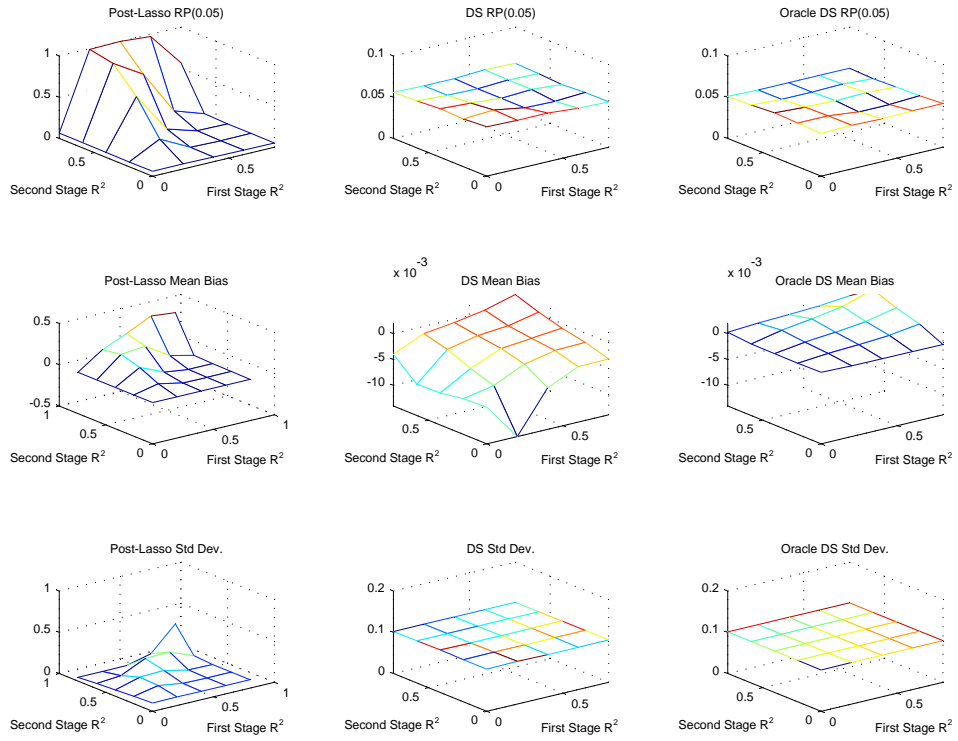 Post-Lasso RP(0.05)
1
0.5
0
0.5
0
0
0.5
Second Stage R²
First Stage R²
DS RP(0.05)
0.1
0.05
0
0.5
0
0
0.5
Second Stage R²
First Stage R²
Oracle DS RP(0.05)
0.1
0.05
0
0.5
0
0
0.5
Second Stage R²
First Stage R²
Post-Lasso Mean Bias
0.5
0
-0.5
1
0.5
0
0
0.5
1
Second Stage R²
First Stage R²
x 10⁻³
DS Mean Bias
0
-5
-10
0.5
0
0
0.5
Second Stage R²
First Stage R²
x 10⁻³
Oracle DS Mean Bias
0
-5
-10
0.5
0
0
0.5
Second Stage R²
First Stage R²
Post-Lasso Std Dev.
1
0.5
0
1
0.5
0
0
0.5
1
Second Stage R²
First Stage R²
DS Std Dev.
0.2
0.1
0
0.5
0
0
0.5
Second Stage R²
First Stage R²
Oracle DS Std Dev.
0.2
0.1
0
0.5
0
0
0.5
Second Stage R²
First Stage R²